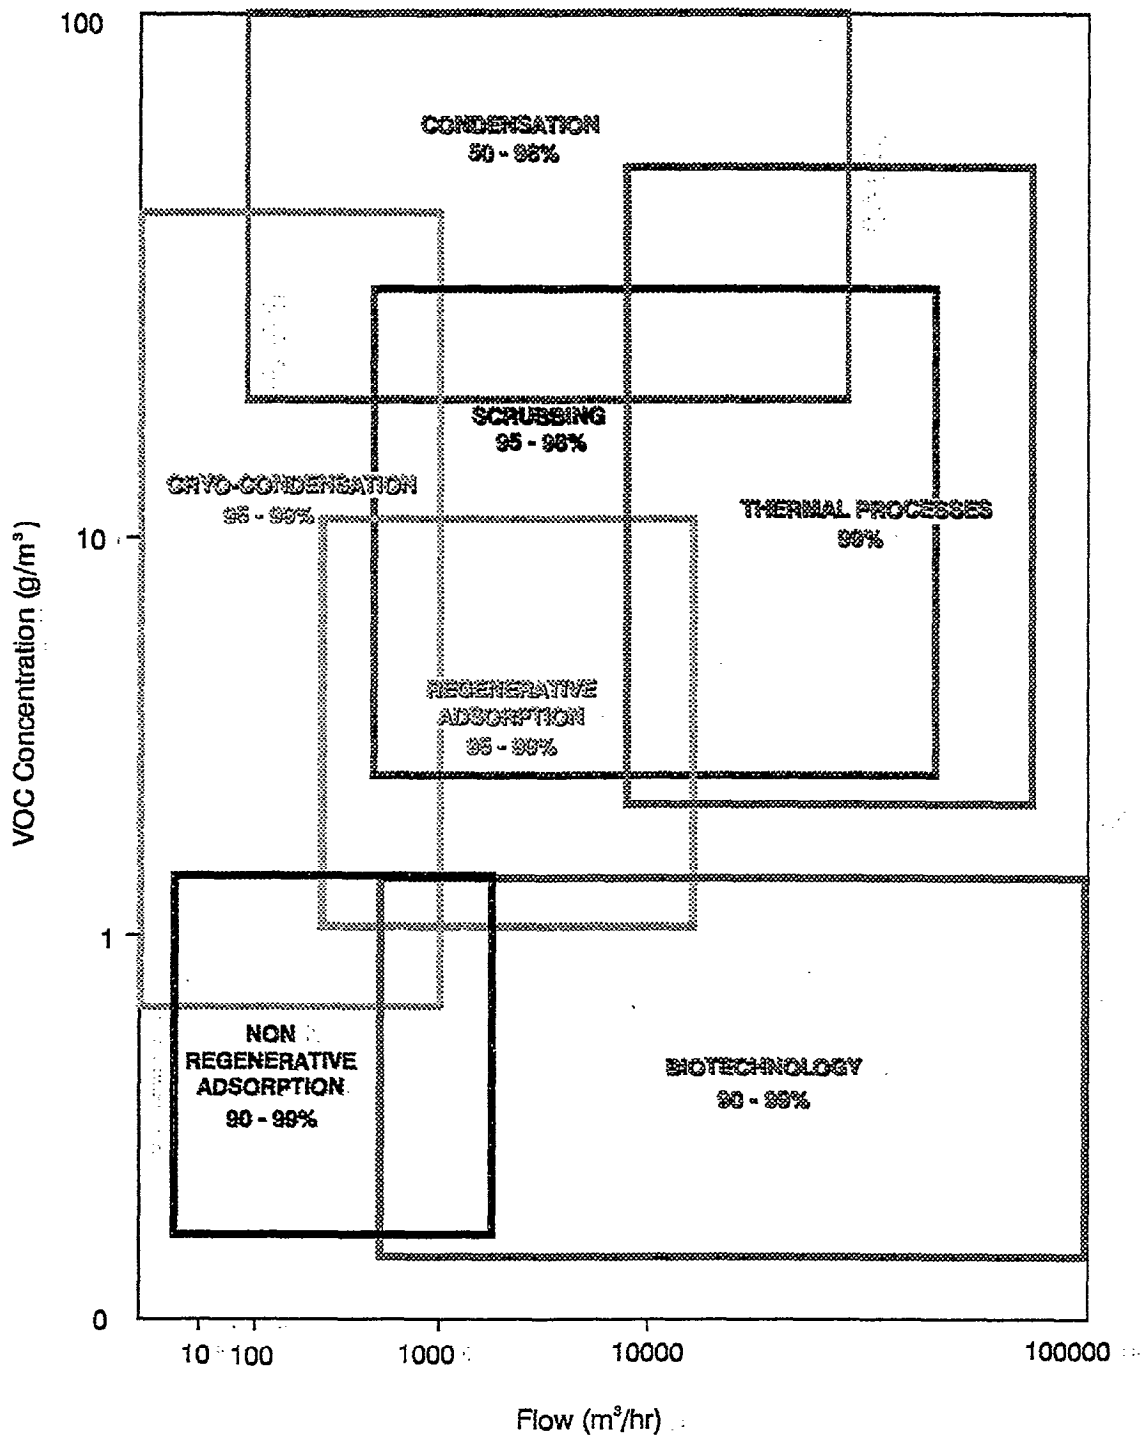 100
CONDENSATION
50 - 98%
SCRUBBING
95 - 98%
CRYO-CONDENSATION
95 - 99%
THERMAL PROCESSES
99%
10
VOC Concentration (g/m³)
REGENERATIVE
ADSORPTION
95 - 99%
1
NON
REGENERATIVE
ADSORPTION
90 - 99%
BIOTECHNOLOGY
90 - 99%
0
10 100 1000 10000 100000
Flow (m³/hr)